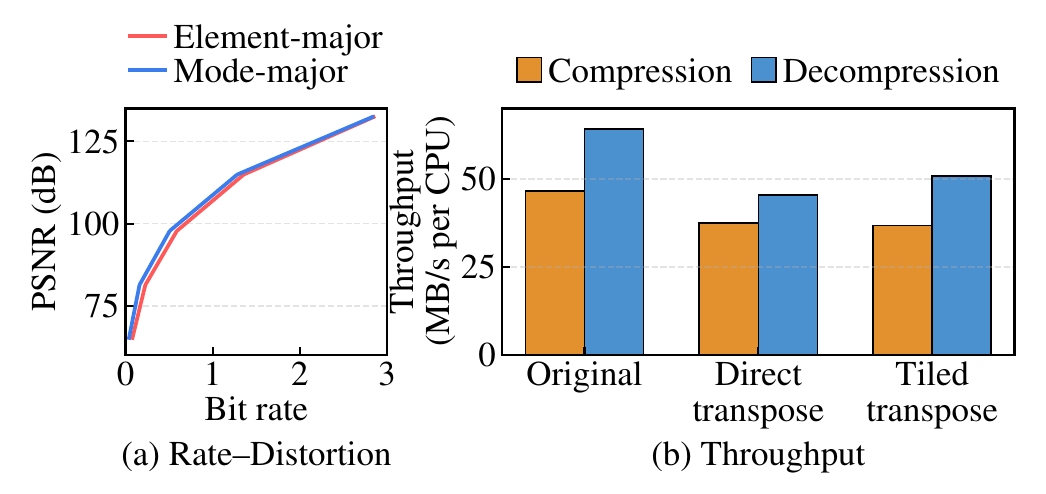 Element-major
Mode-major
125
100
75
PSNR (dB)
0 1 2 3
Bit rate
(a) Rate–Distortion
Compression Decompression
Throughput
(MB/s per CPU)
50
25
0
Original Direct Tiled
transpose transpose
(b) Throughput